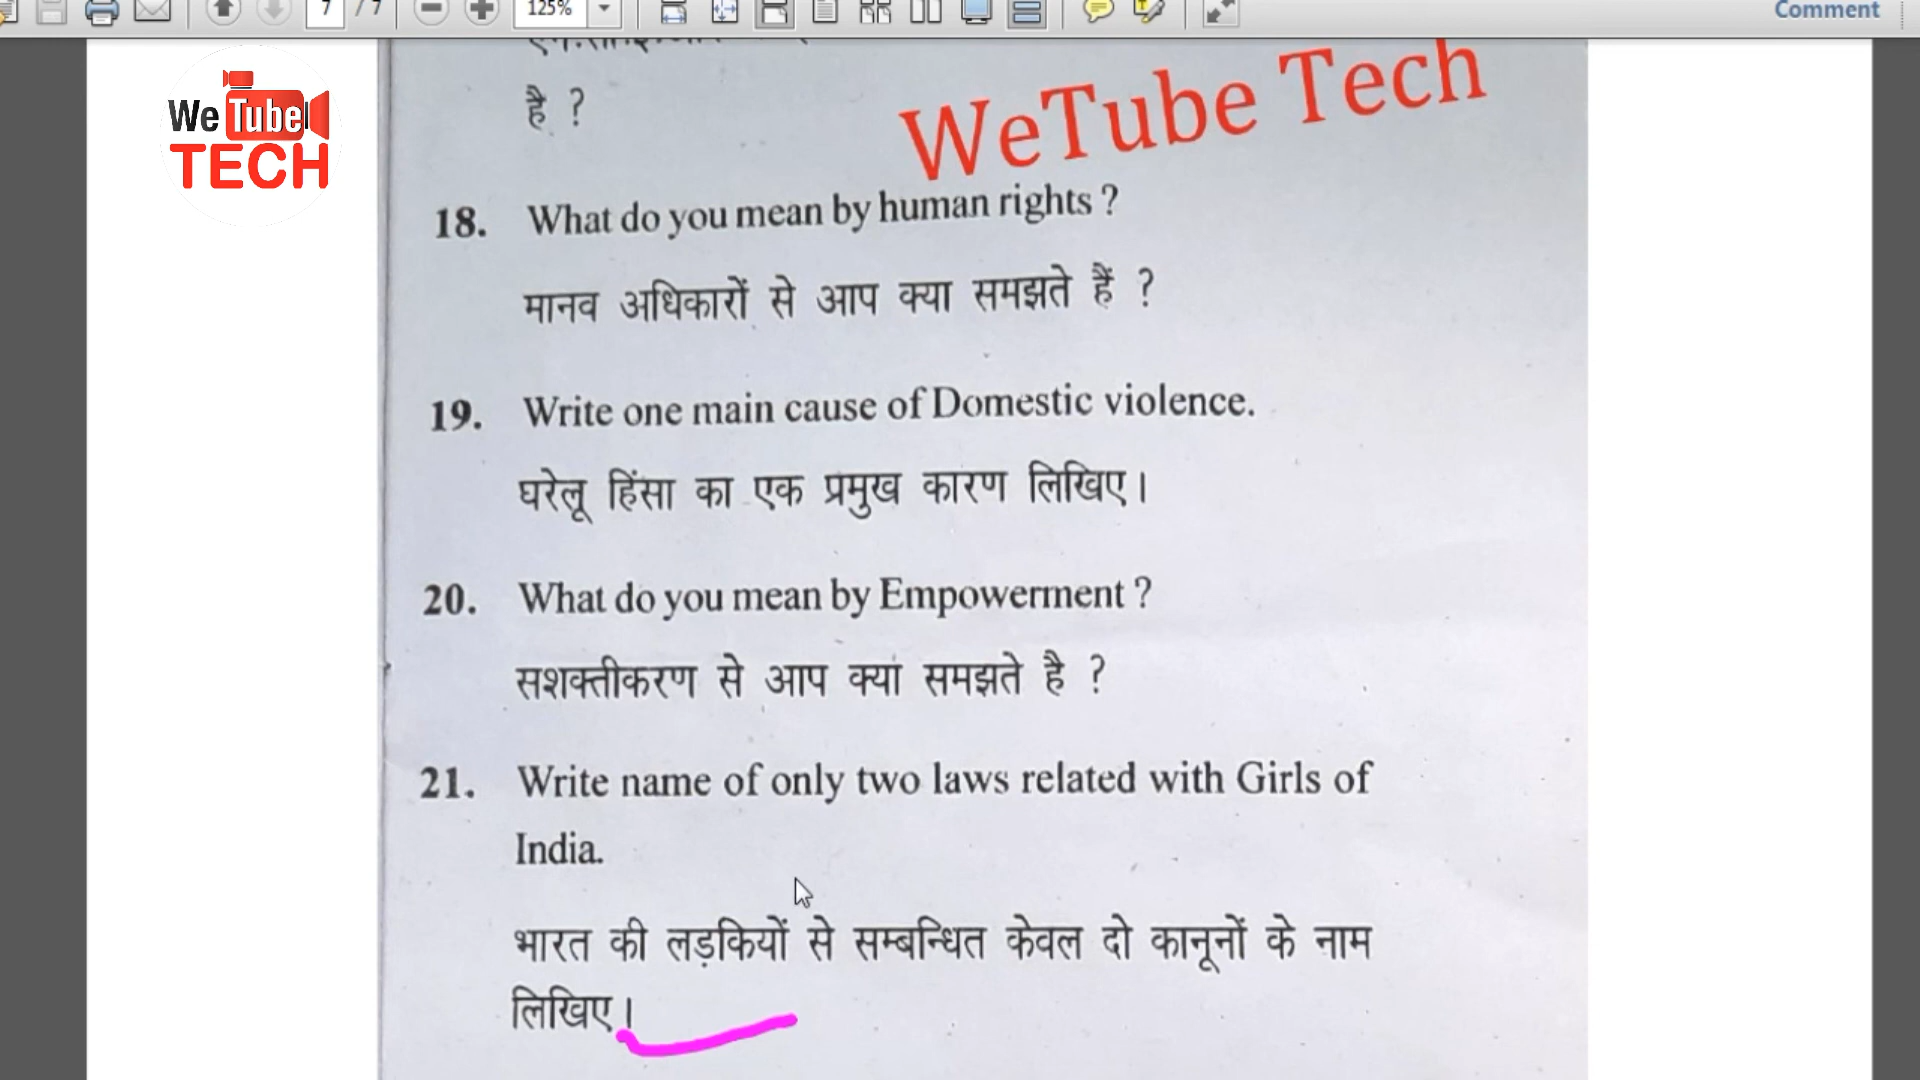 7 / 7
125%
Comment
We Tube
TECH
WeTube Tech
है ?
18. What do you mean by human rights ?
मानव अधिकारों से आप क्या समझते हैं ?
19. Write one main cause of Domestic violence.
घरेलू हिंसा का एक प्रमुख कारण लिखिए।
20. What do you mean by Empowerment ?
सशक्तीकरण से आप क्या समझते है ?
21. Write name of only two laws related with Girls of
India.
भारत की लड़कियों से सम्बन्धित केवल दो कानूनों के नाम
लिखिए।